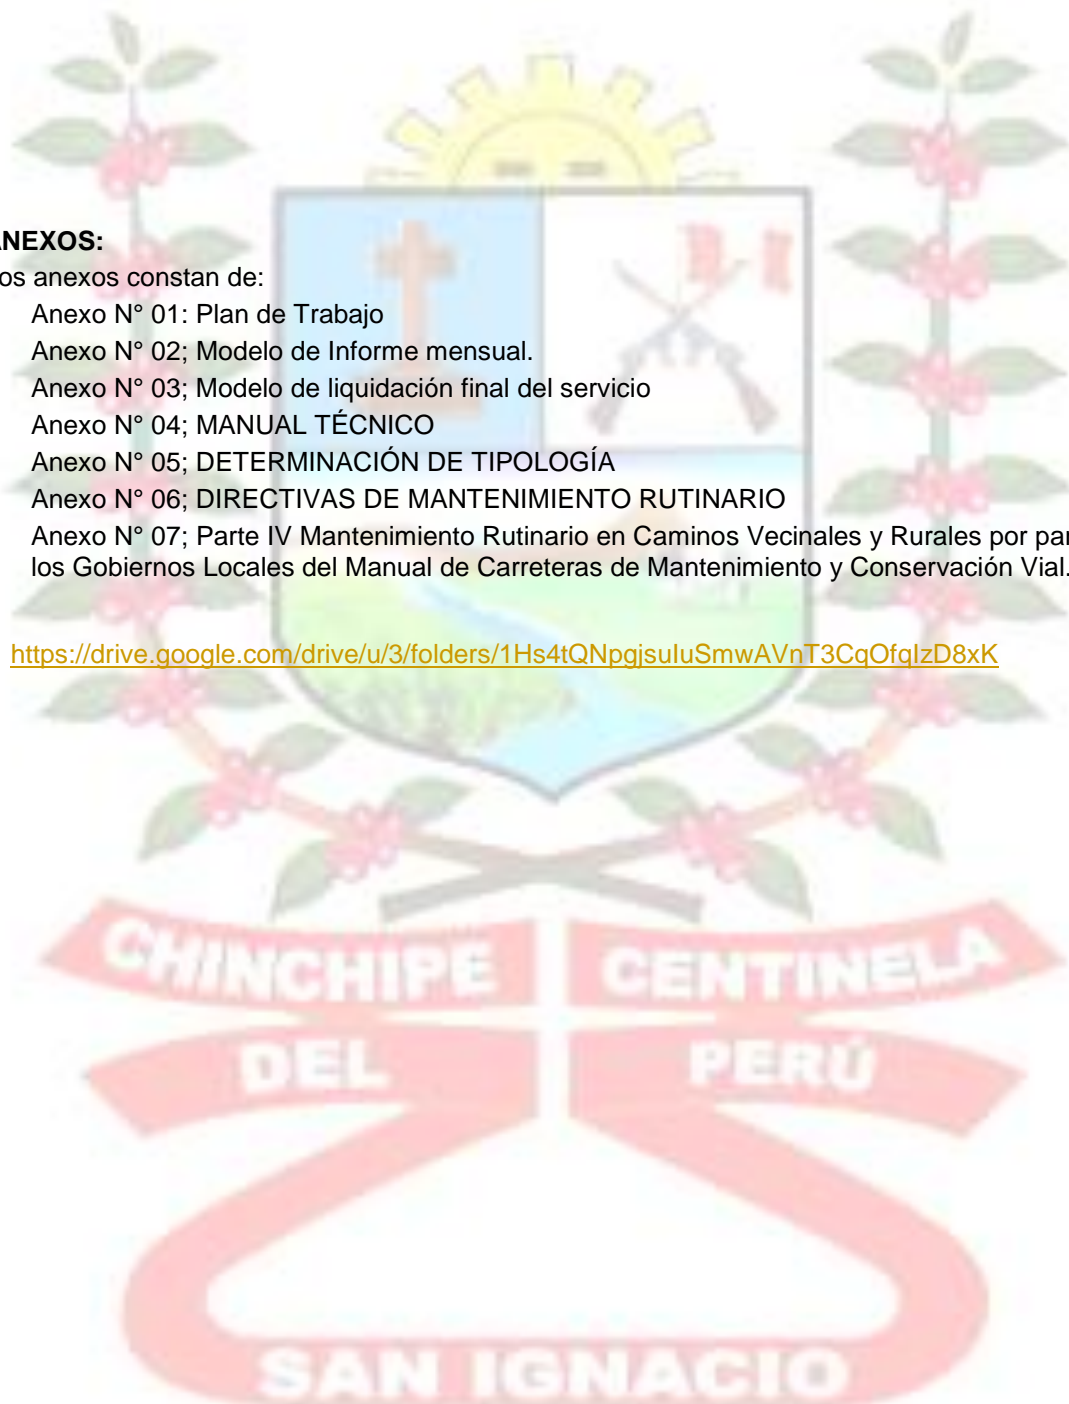 ANEXOS:
os anexos constan de:
Anexo N° 01: Plan de Trabajo
Anexo N° 02; Modelo de Informe mensual.
Anexo N° 03; Modelo de liquidación final del servicio
Anexo N° 04; MANUAL TÉCNICO
Anexo N° 05; DETERMINACIÓN DE TIPOLOGÍA
Anexo N° 06; DIRECTIVAS DE MANTENIMIENTO RUTINARIO
Anexo N° 07; Parte IV Mantenimiento Rutinario en Caminos Vecinales y Rurales por par
los Gobiernos Locales del Manual de Carreteras de Mantenimiento y Conservación Vial.
https://drive.google.com/drive/u/3/folders/1Hs4tQNpgjsuIuSmwAVnT3CqOfqIzD8xK
CHINCHIPE CENTINELA
DEL PERÚ
SAN IGNACIO